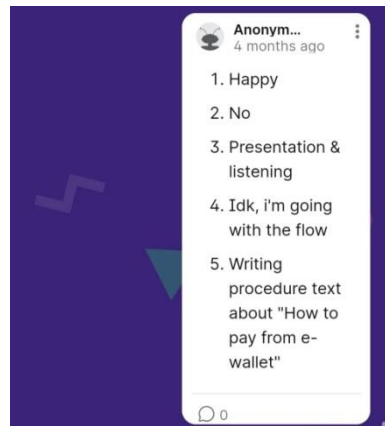 Anonym...
4 months ago
1. Happy
2. No
3. Presentation &
listening
4. Idk, i'm going
with the flow
5. Writing
procedure text
about "How to
pay from e-
wallet"
0